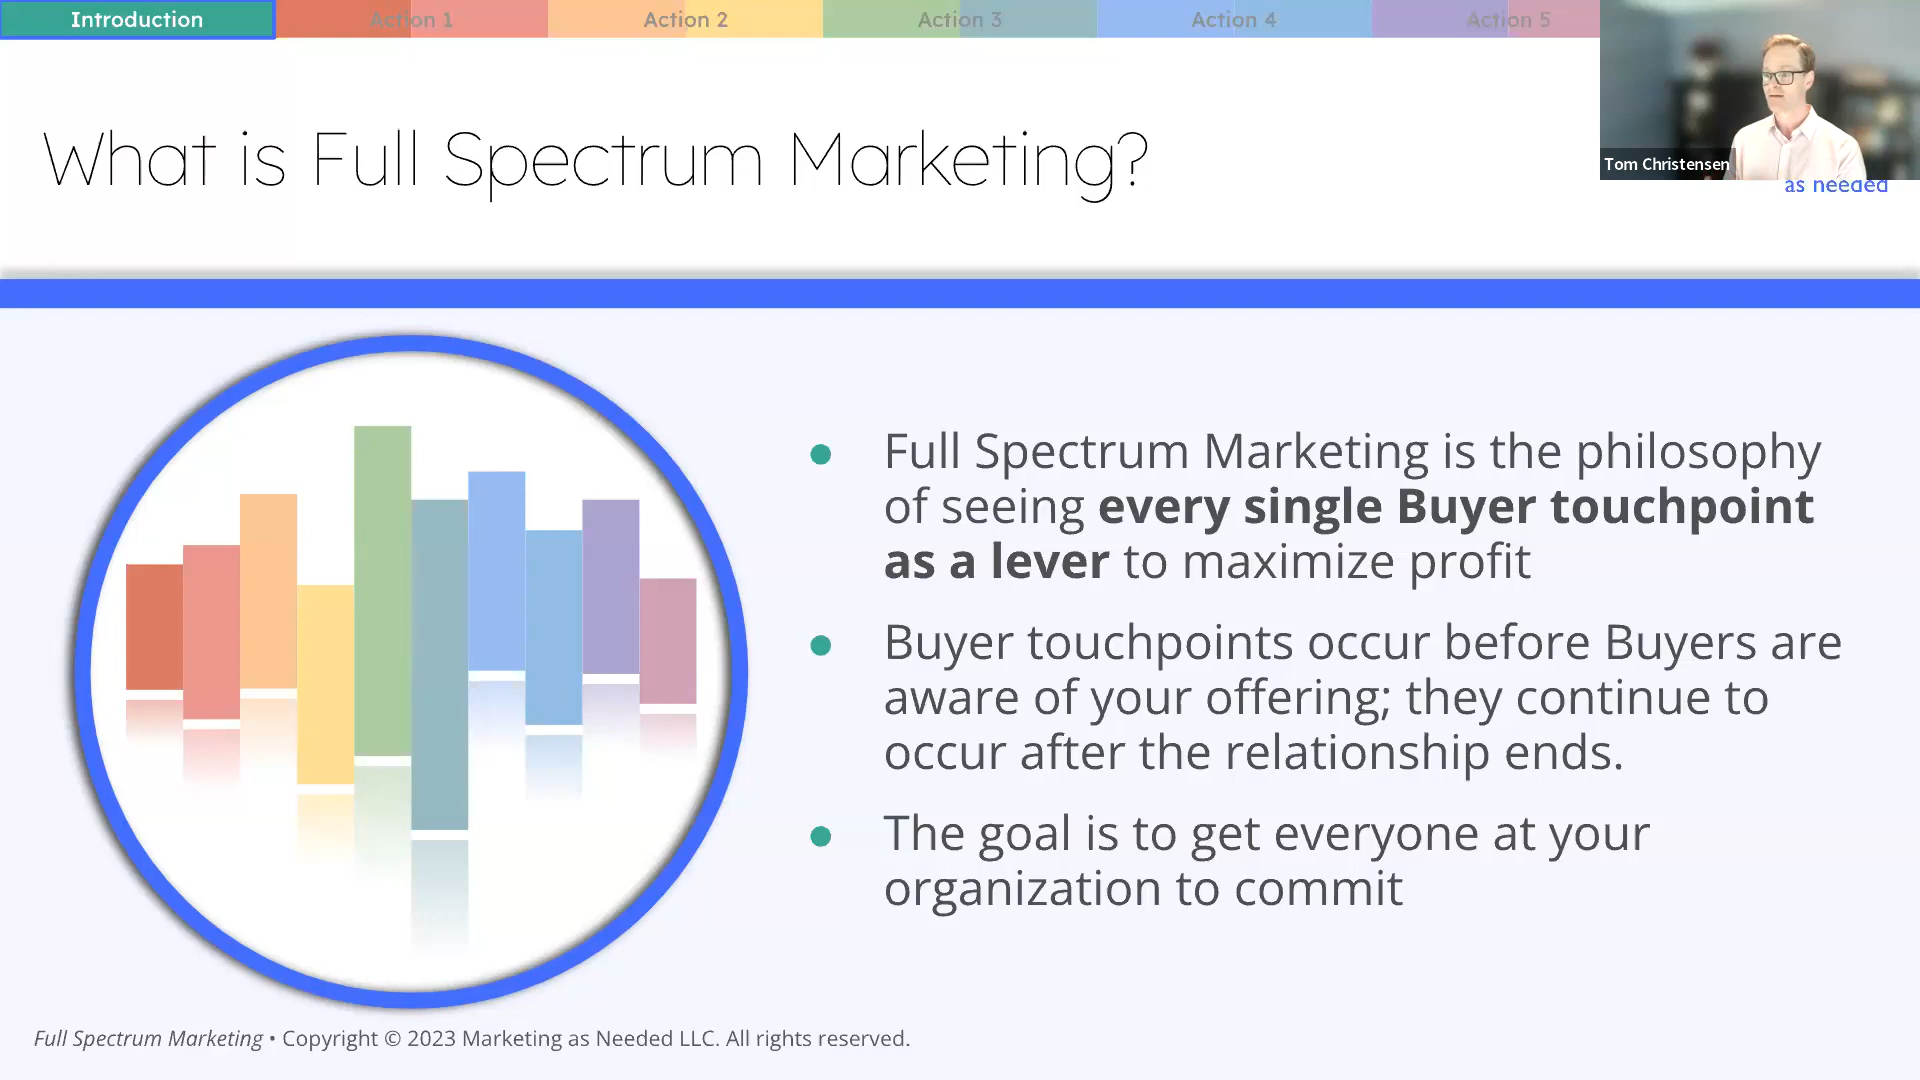 Introduction
Action 1
Action 2
Action 3
Action 4
Action 5
What is Full Spectrum Marketing?
Tom Christensen
as needed
Full Spectrum Marketing is the philosophy
of seeing every single Buyer touchpoint
as a lever to maximize profit
Buyer touchpoints occur before Buyers are
aware of your offering; they continue to
occur after the relationship ends.
The goal is to get everyone at your
organization to commit
Full Spectrum Marketing • Copyright © 2023 Marketing as Needed LLC. All rights reserved.